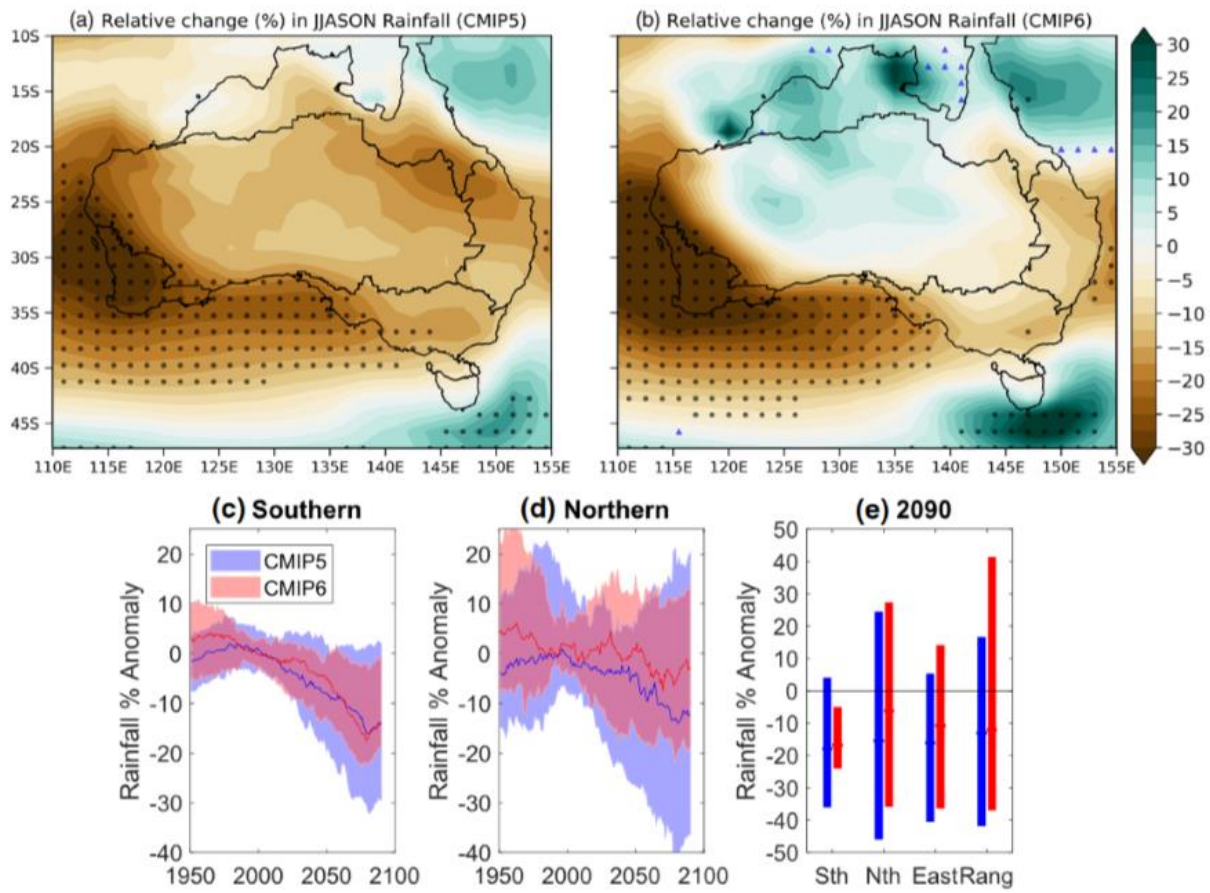 (a) Relative change (%) in JJASON Rainfall (CMIP5)
(b) Relative change (%) in JJASON Rainfall (CMIP6)
10S
15S
20S
25S
30S
35S
40S
45S
110E 115E 120E 125E 130E 135E 140E 145E 150E 155E
110E 115E 120E 125E 130E 135E 140E 145E 150E 155E
30
25
20
15
10
5
0
−5
−10
−15
−20
−25
−30
(c) Southern
CMIP5
CMIP6
Rainfall % Anomaly
20
10
0
-10
-20
-30
-40
1950 2000 2050 2100
(d) Northern
Rainfall % Anomaly
20
10
0
-10
-20
-30
-40
1950 2000 2050 2100
(e) 2090
Rainfall % Anomaly
50
40
30
20
10
0
-10
-20
-30
-40
-50
Sth Nth East Rang